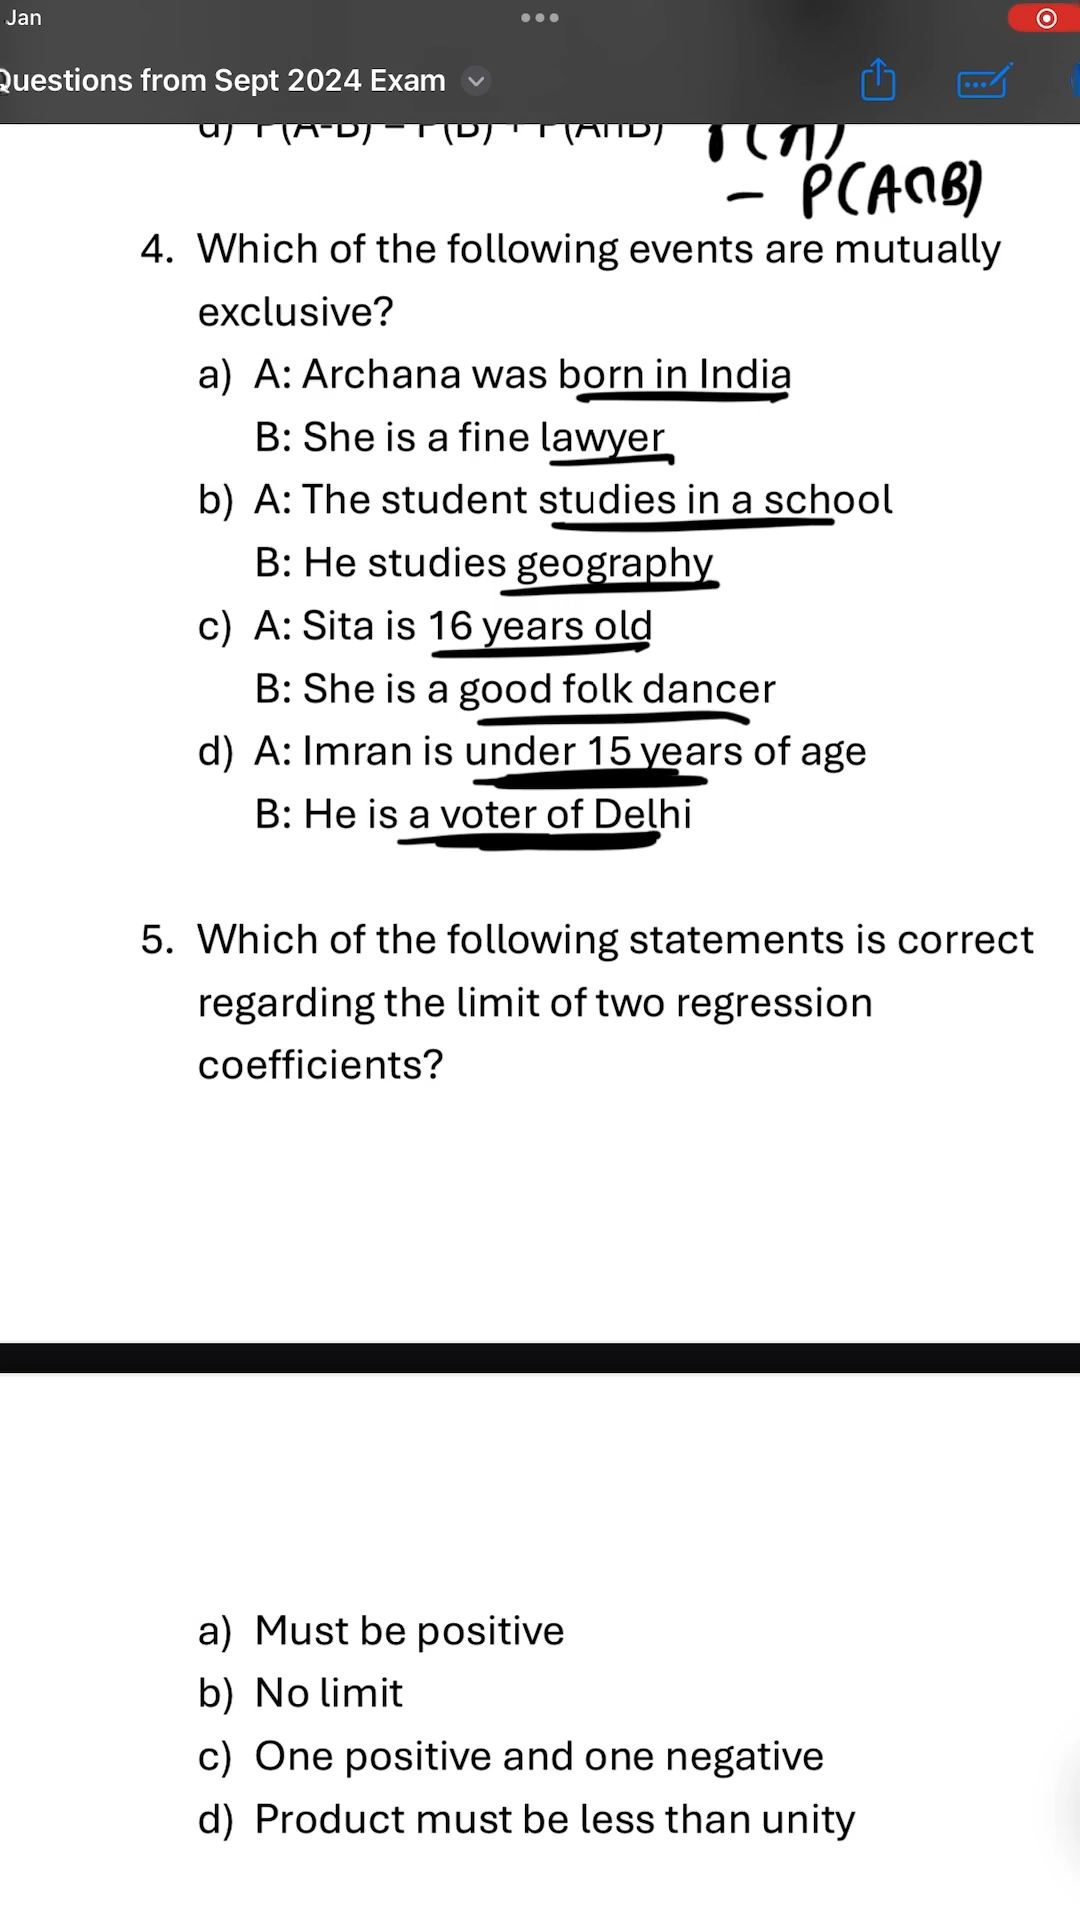 Jan
Questions from Sept 2024 Exam
d) P(A-B) = P(B) + P(A∩B) P(A)
- P(A∩B)
4. Which of the following events are mutually
exclusive?
a) A: Archana was born in India
B: She is a fine lawyer
b) A: The student studies in a school
B: He studies geography
c) A: Sita is 16 years old
B: She is a good folk dancer
d) A: Imran is under 15 years of age
B: He is a voter of Delhi
5. Which of the following statements is correct
regarding the limit of two regression
coefficients?
a) Must be positive
b) No limit
c) One positive and one negative
d) Product must be less than unity